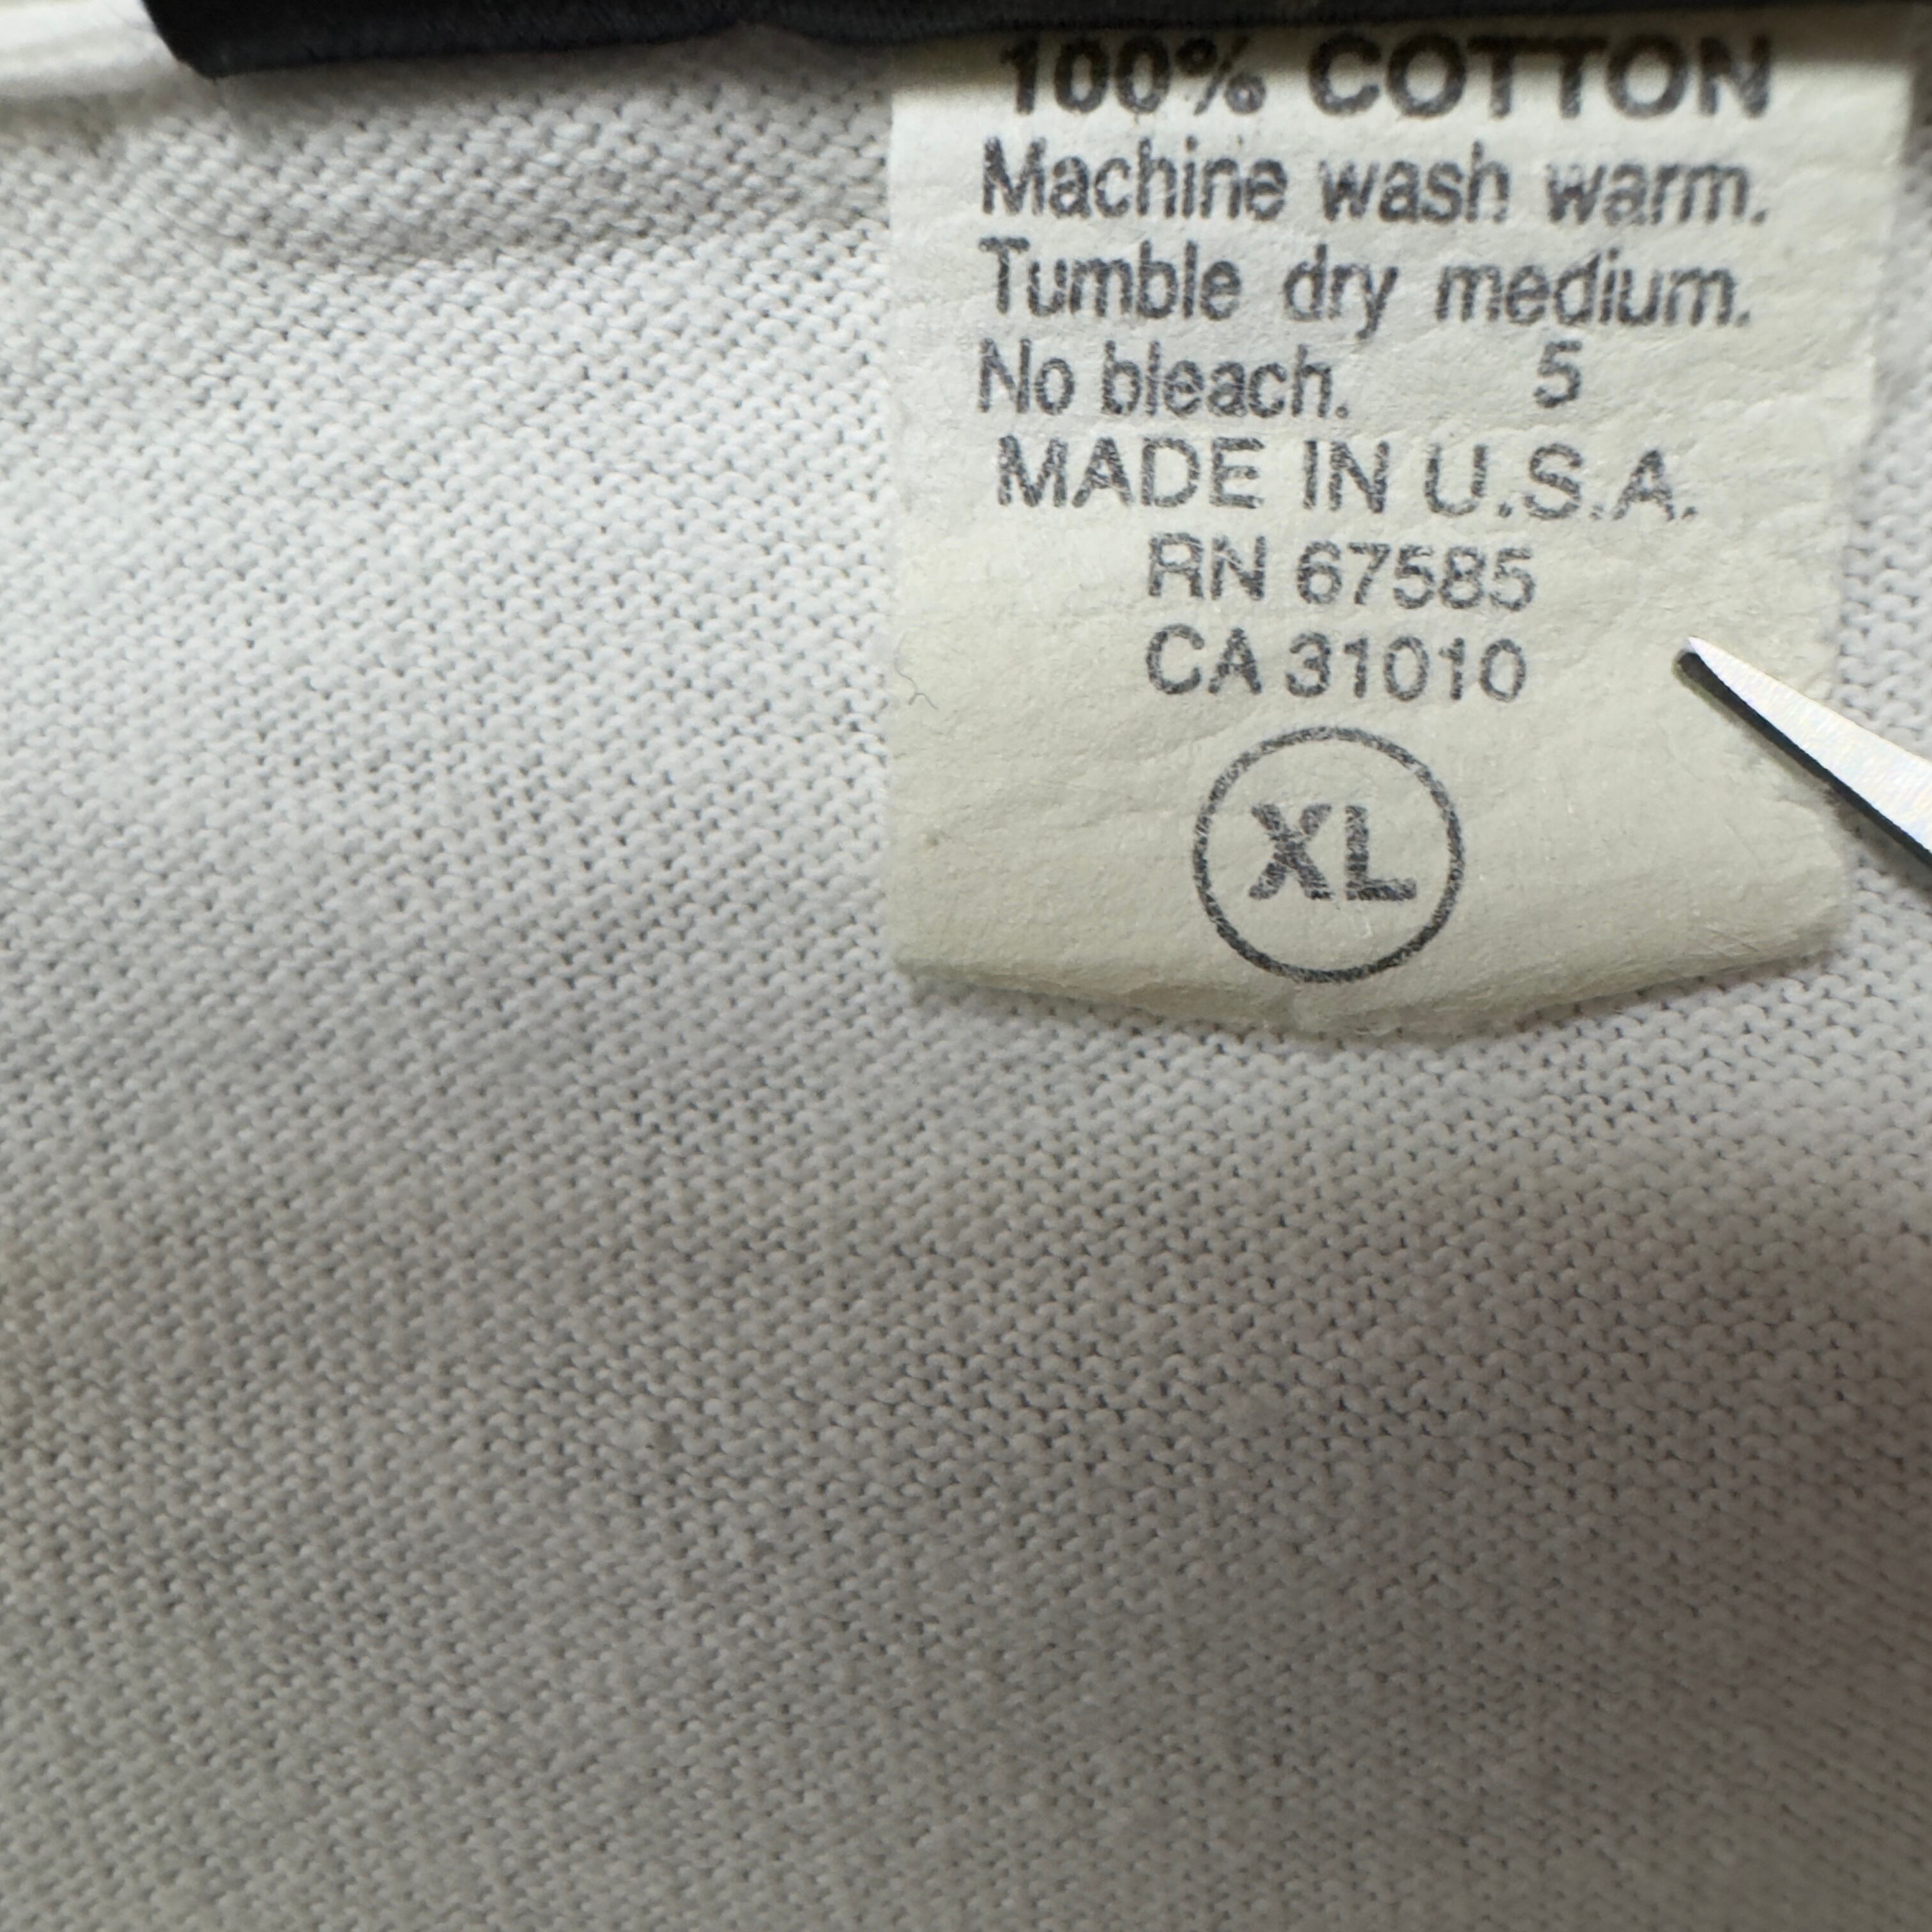 100% COTTON
Machine wash warm.
Tumble dry medium.
No bleach. 5
MADE IN U.S.A.
RN 67585
CA 31010
XL